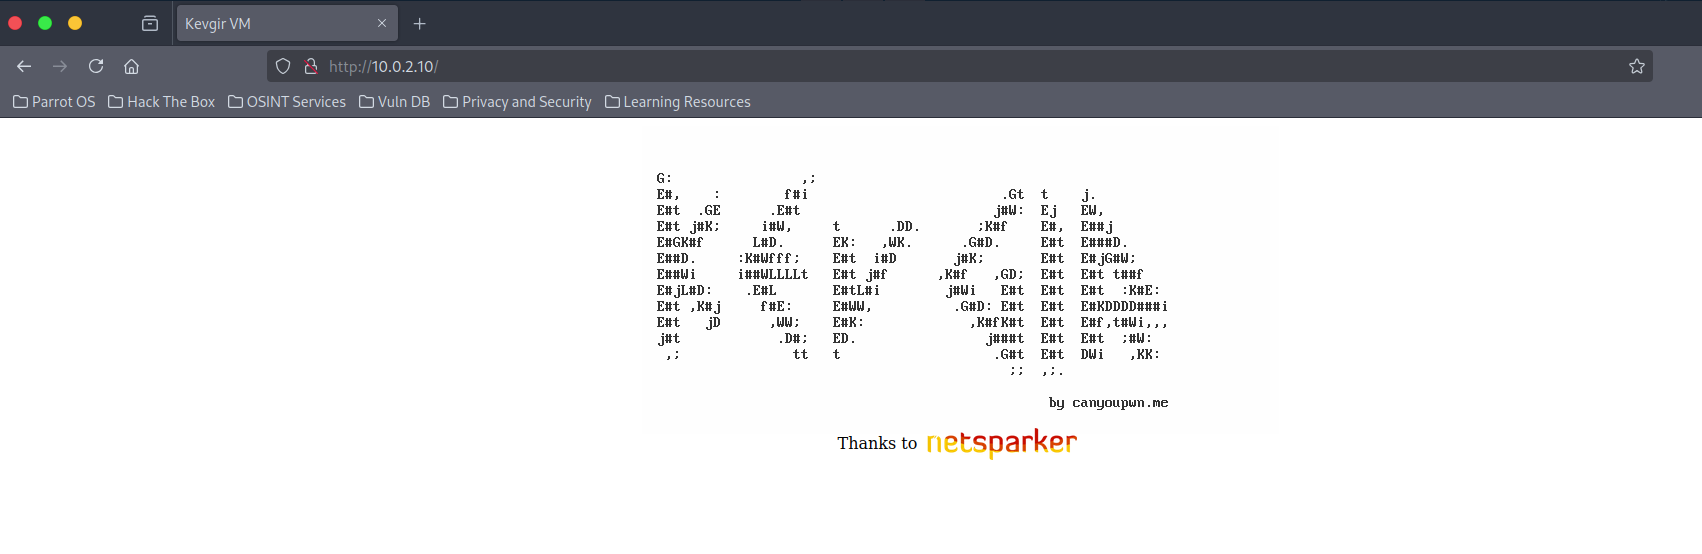 Kevgir VM
http://10.0.2.10/
Parrot OS Hack The Box OSINT Services Vuln DB Privacy and Security Learning Resources
G:                ,;
E#,    :        f#i                        .Gt  t    j.
E#t  .GE      .E#t                        j#W:  Ej   EW,
E#t j#K;     i#W,     t      .DD.       ;K#f    E#,  E##j
E#GK#f      L#D.      EK:   ,WK.      .G#D.     E#t  E###D.
E##D.     :K#Wfff;    E#t  i#D       j#K;       E#t  E#jG#W;
E##Wi     i##WLLLLt   E#t j#f      ,K#f   ,GD;  E#t  E#t t##f
E#jL#D:    .E#L       E#tL#i        j#Wi   E#t  E#t  E#t  :K#E:
E#t ,K#j     f#E:     E#WW,          .G#D: E#t  E#t  E#KDDDD###i
E#t   jD      ,WW;    E#K:             ,K#fK#t  E#t  E#f,t#Wi,,,
j#t            .D#;   ED.                j###t  E#t  E#t  ;#W:
 ,;              tt   t                   .G#t  E#t  DWi   ,KK:
                                            ;;  ,;.
by canyoupwn.me
Thanks to netsparker